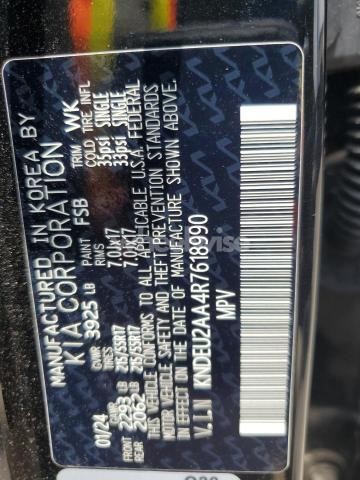 MANUFACTURED IN KOREA BY
KIA CORPORATION
01/24 GVWR 3925 LB PAINT FSB TRIM WK
TIRES RIMS COLD TIRE INFL
FRONT 2293 LB 215/55R17 7.0JX17 35psi SINGLE
REAR 2062 LB 215/55R17 7.0JX17 33psi SINGLE
THIS VEHICLE CONFORMS TO ALL APPLICABLE U.S.A FEDERAL
MOTOR VEHICLE SAFETY AND THEFT PREVENTION STANDARDS
IN EFFECT ON THE DATE OF MANUFACTURE SHOWN ABOVE.
V.I.N KNDEU2AA4R7618990
MPV